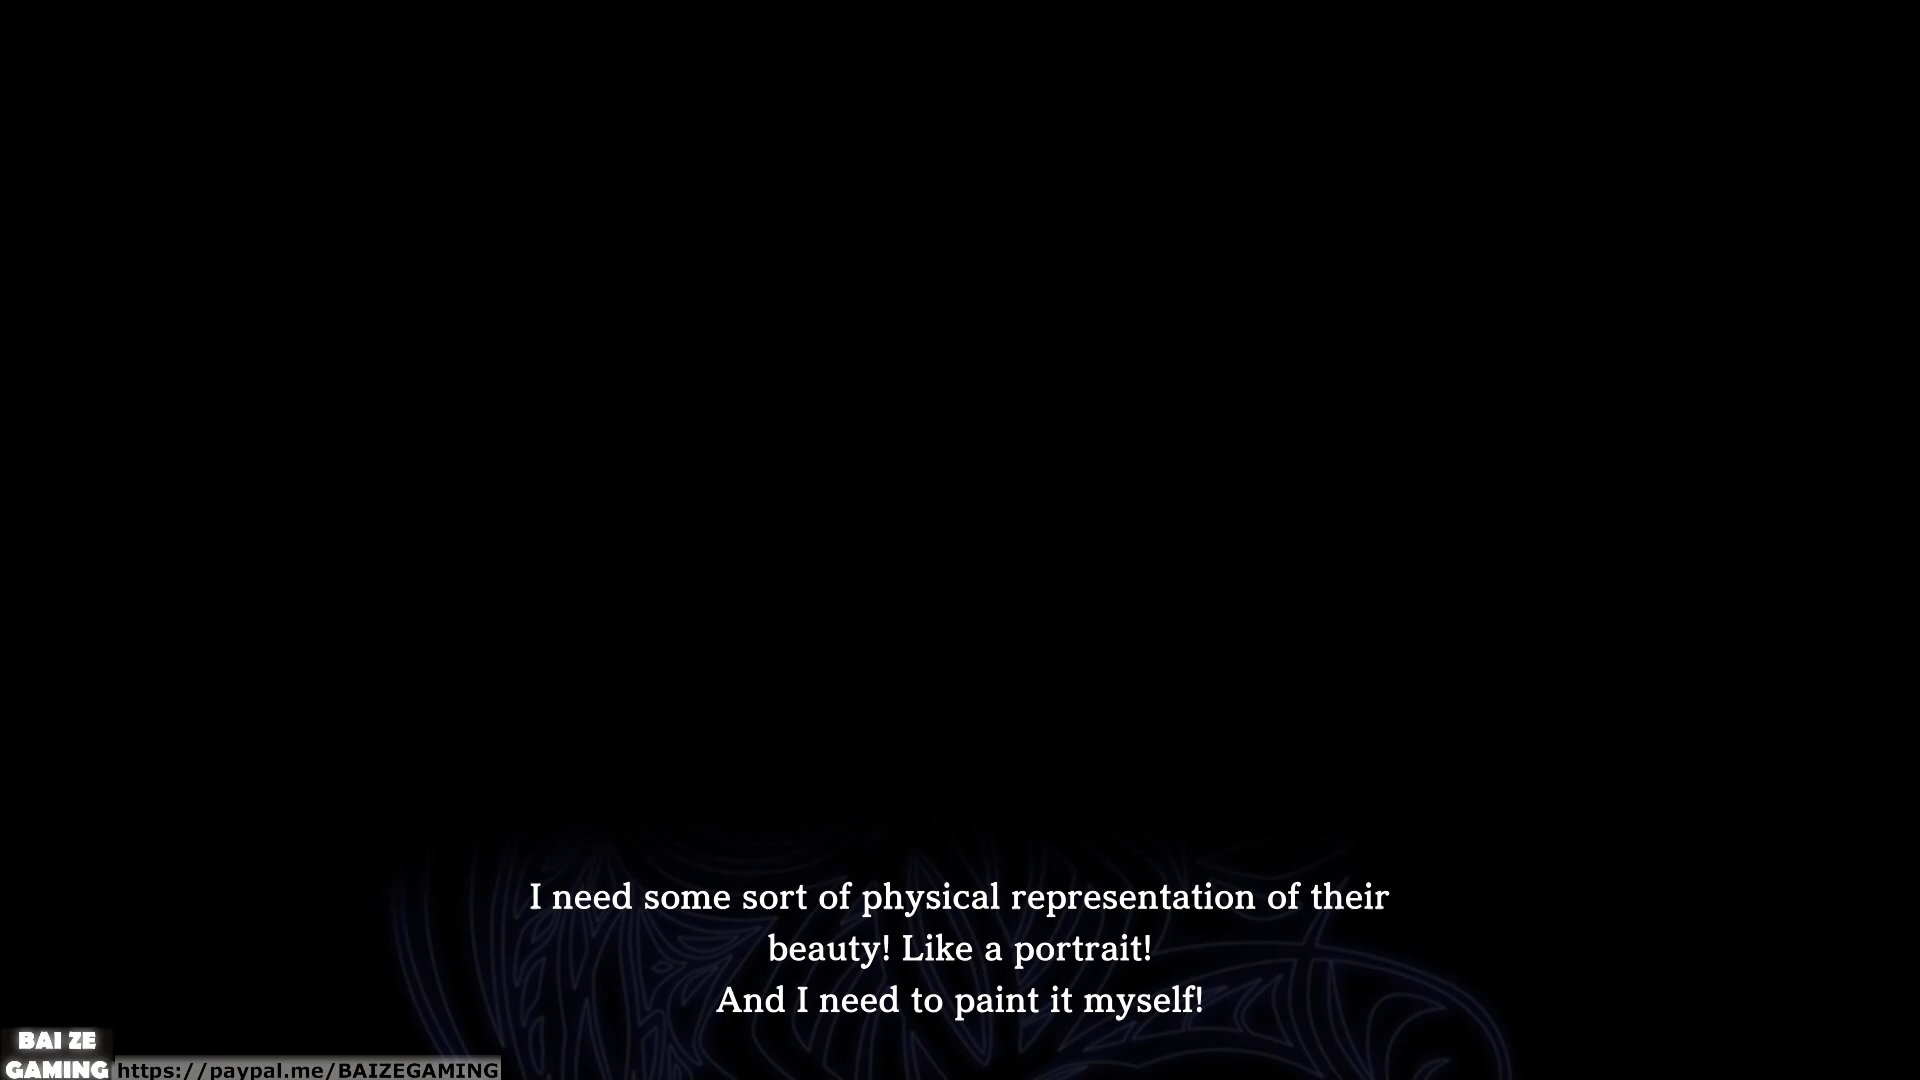 I need some sort of physical representation of their
beauty! Like a portrait!
And I need to paint it myself!
BAI ZE
GAMING https://paypal.me/BAIZEGAMING